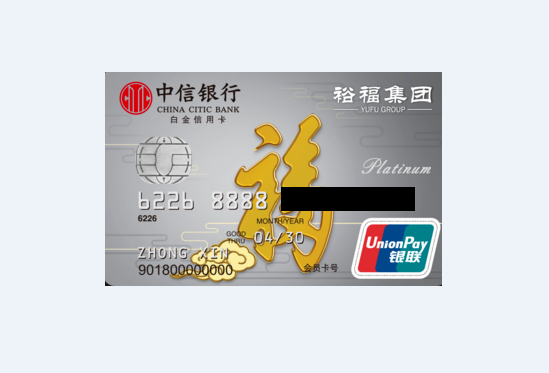 中信银行
CHINA CITIC BANK
白金信用卡
裕福集团
YUFU GROUP
Platinum
福
6226 8888
6226
MONTH/YEAR
GOOD THRU
04/30
ZHONG XIN
901800000000
会员卡号
UnionPay
银联